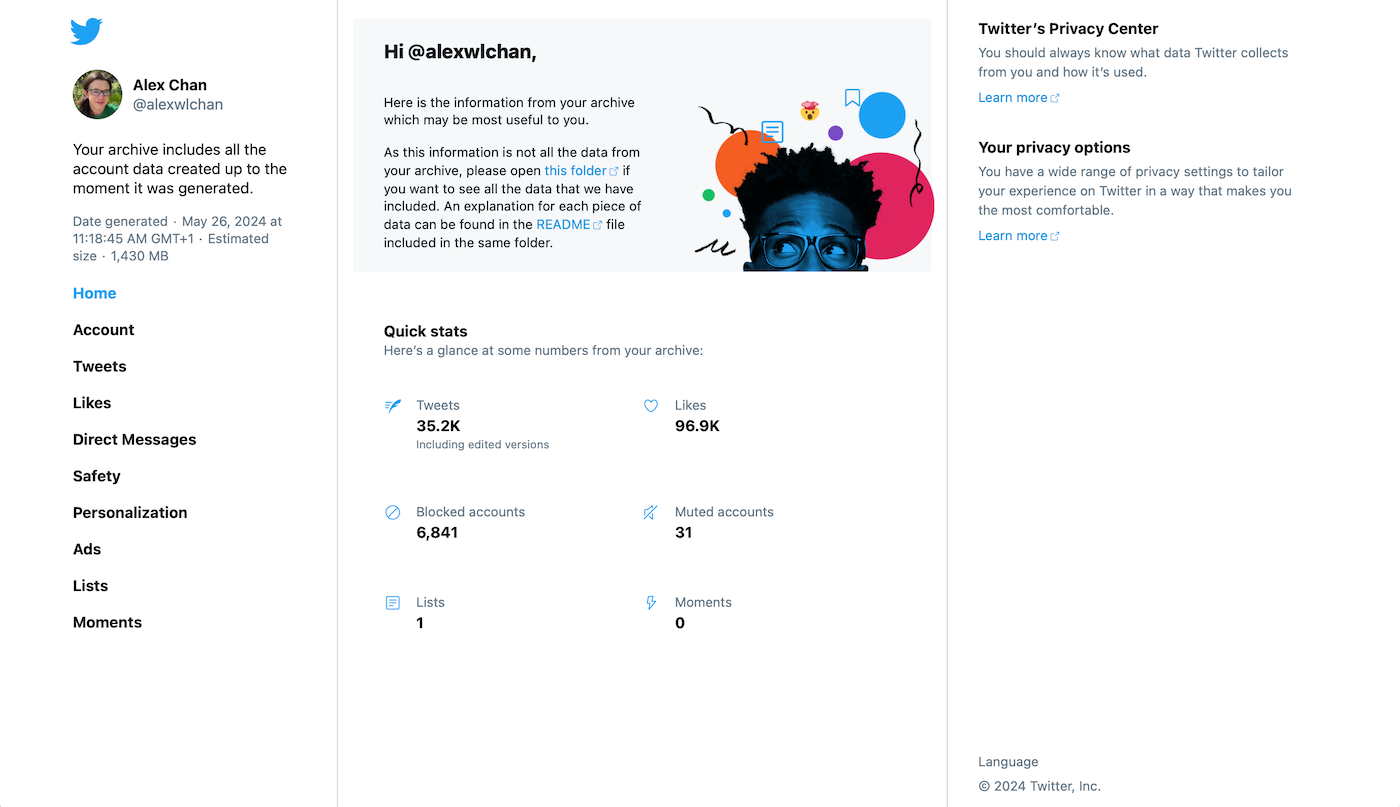 Alex Chan
@alexwlchan
Your archive includes all the
account data created up to the
moment it was generated.
Date generated · May 26, 2024 at
11:18:45 AM GMT+1 · Estimated
size · 1,430 MB
Home
Account
Tweets
Likes
Direct Messages
Safety
Personalization
Ads
Lists
Moments
Hi @alexwlchan,
Here is the information from your archive
which may be most useful to you.
As this information is not all the data from
your archive, please open this folder if
you want to see all the data that we have
included. An explanation for each piece of
data can be found in the README file
included in the same folder.
Quick stats
Here’s a glance at some numbers from your archive:
Tweets
35.2K
Including edited versions
Likes
96.9K
Blocked accounts
6,841
Muted accounts
31
Lists
1
Moments
0
Twitter’s Privacy Center
You should always know what data Twitter collects
from you and how it’s used.
Learn more
Your privacy options
You have a wide range of privacy settings to tailor
your experience on Twitter in a way that makes you
the most comfortable.
Learn more
Language
© 2024 Twitter, Inc.